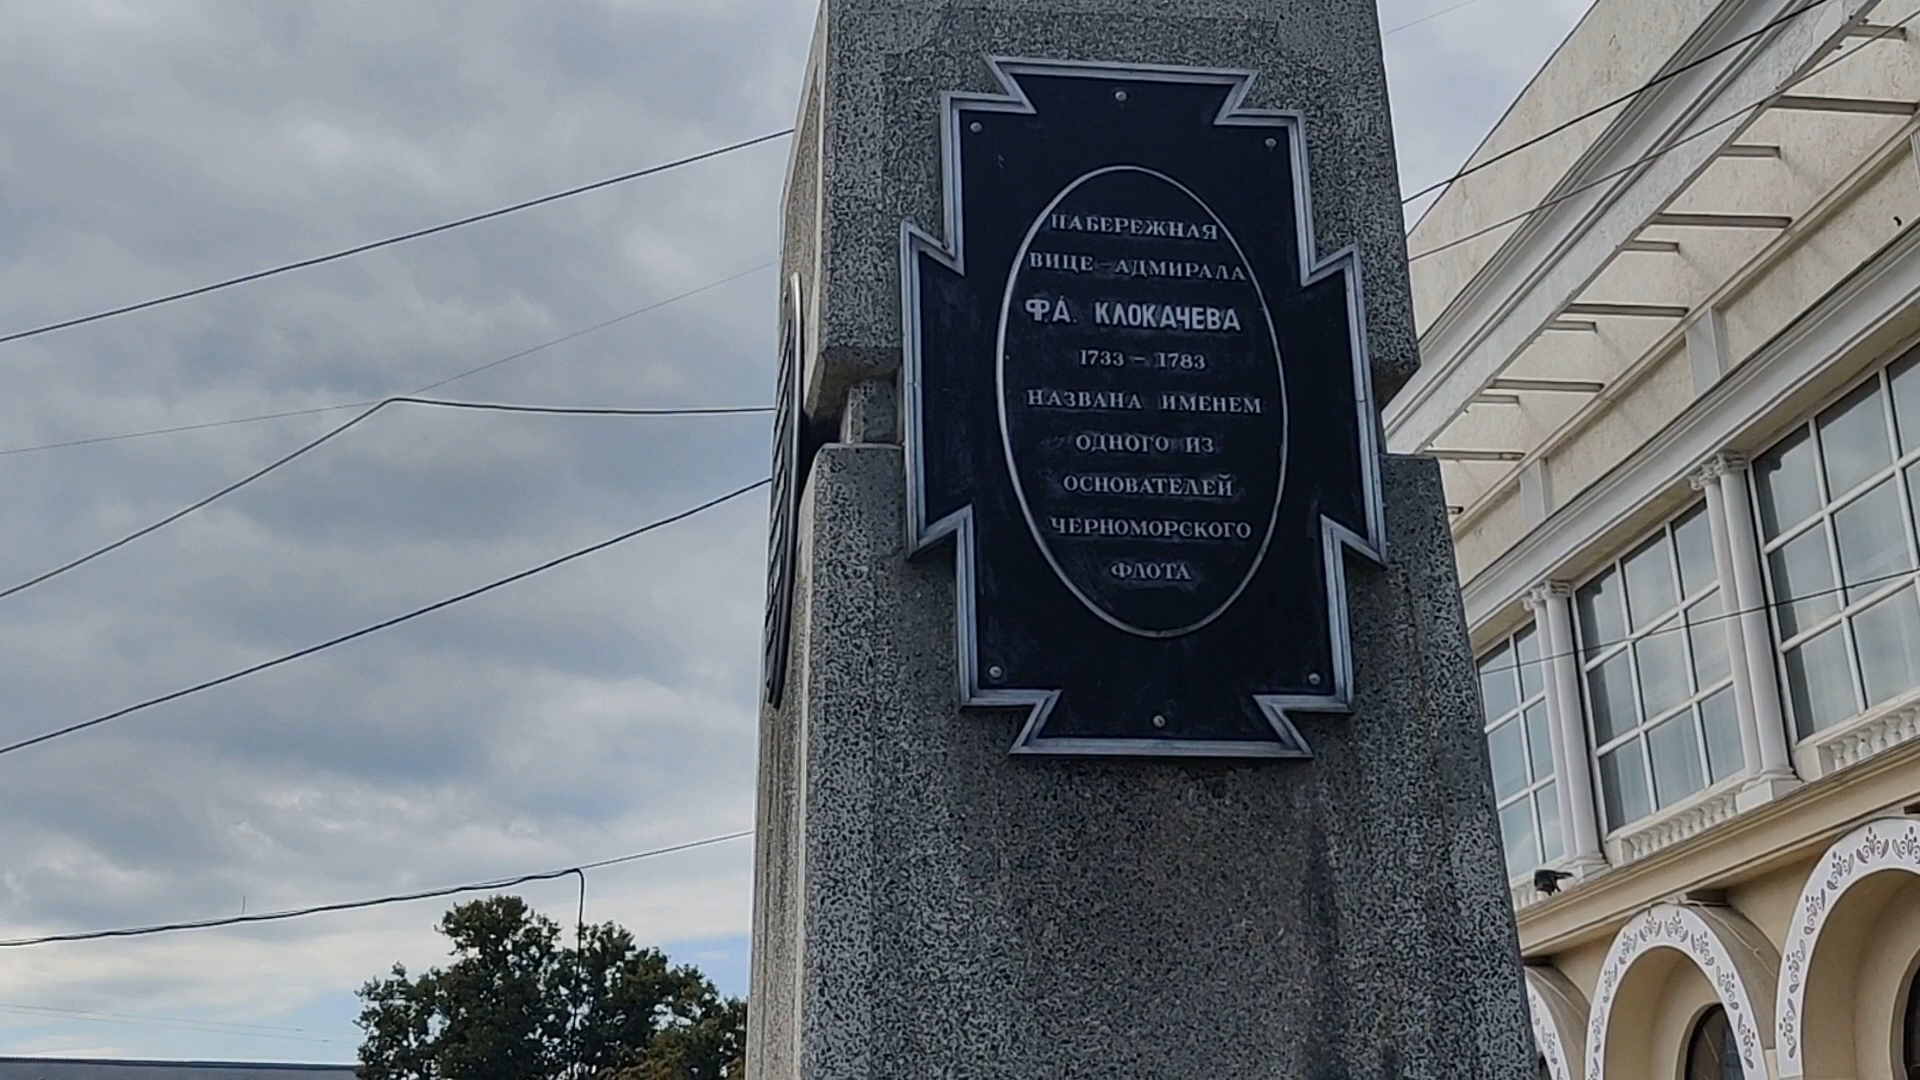 НАБЕРЕЖНАЯ
ВИЦЕ-АДМИРАЛА
Ф.А. КЛОКАЧЕВА
1733 - 1783
НАЗВАНА ИМЕНЕМ
ОДНОГО ИЗ
ОСНОВАТЕЛЕЙ
ЧЕРНОМОРСКОГО
ФЛОТА